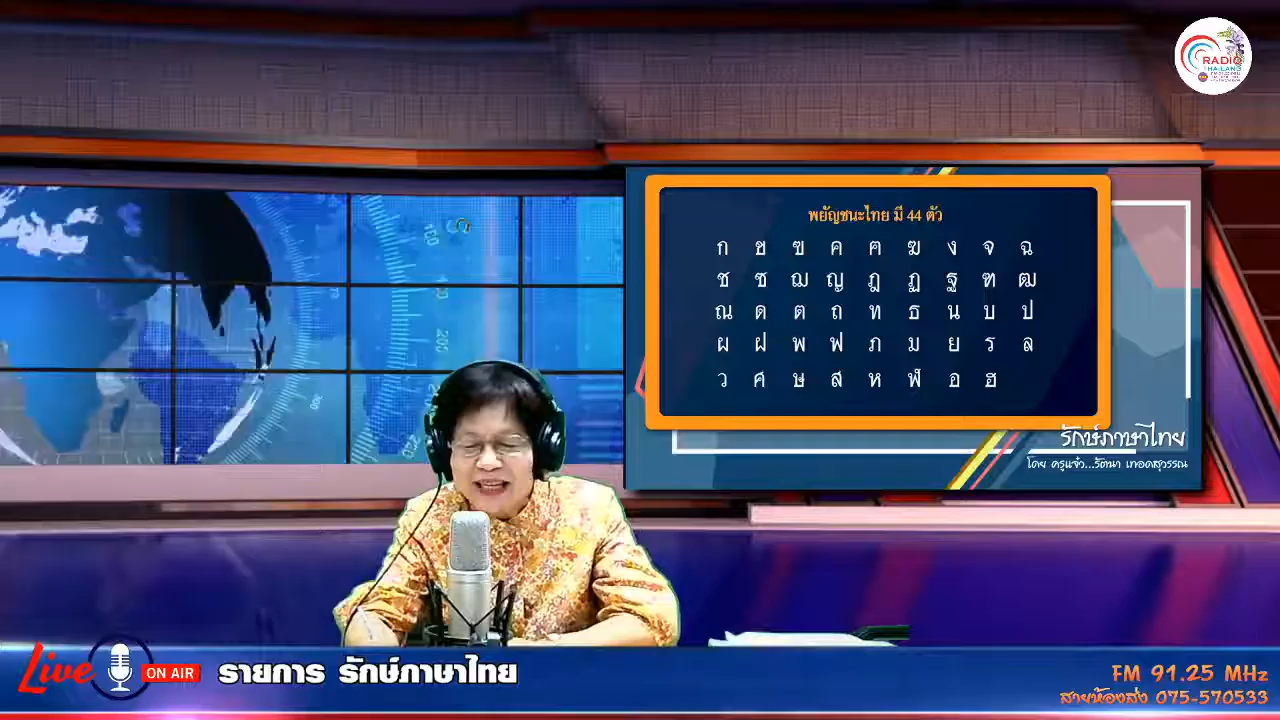 RADIO
THAILAND
พยัญชนะไทย มี 44 ตัว
ก ข ฃ ค ฅ ฆ ง จ ฉ
ช ซ ฌ ญ ฎ ฏ ฐ ฑ ฒ
ณ ด ต ถ ท ธ น บ ป
ผ ฝ พ ฟ ภ ม ย ร ล
ว ศ ษ ส ห ฬ อ ฮ
รักษ์ภาษาไทย
โดย ครูแจ๋ว...รัตนา เทอดสุวรรณ
Live ON AIR รายการ รักษ์ภาษาไทย
FM 91.25 MHz
สายห้องส่ง 075-570533